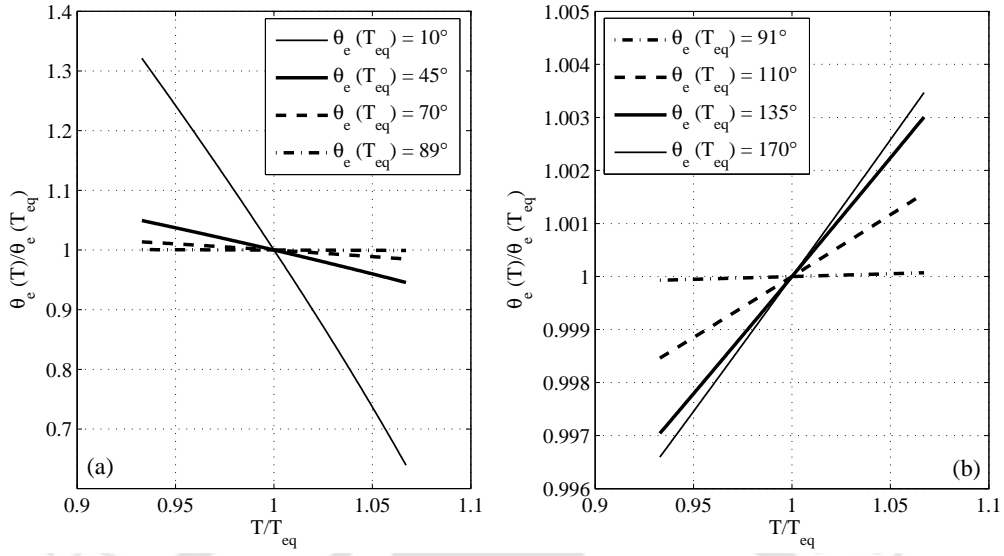 1.4
1.3
1.2
1.1
1
0.9
0.8
0.7
θe (T)/θe (Teq)
θe (Teq) = 10°
θe (Teq) = 45°
θe (Teq) = 70°
θe (Teq) = 89°
(a)
0.9 0.95 1 1.05 1.1
T/Teq
1.005
1.004
1.003
1.002
1.001
1
0.999
0.998
0.997
0.996
θe (T)/θe (Teq)
θe (Teq) = 91°
θe (Teq) = 110°
θe (Teq) = 135°
θe (Teq) = 170°
(b)
0.9 0.95 1 1.05 1.1
T/Teq